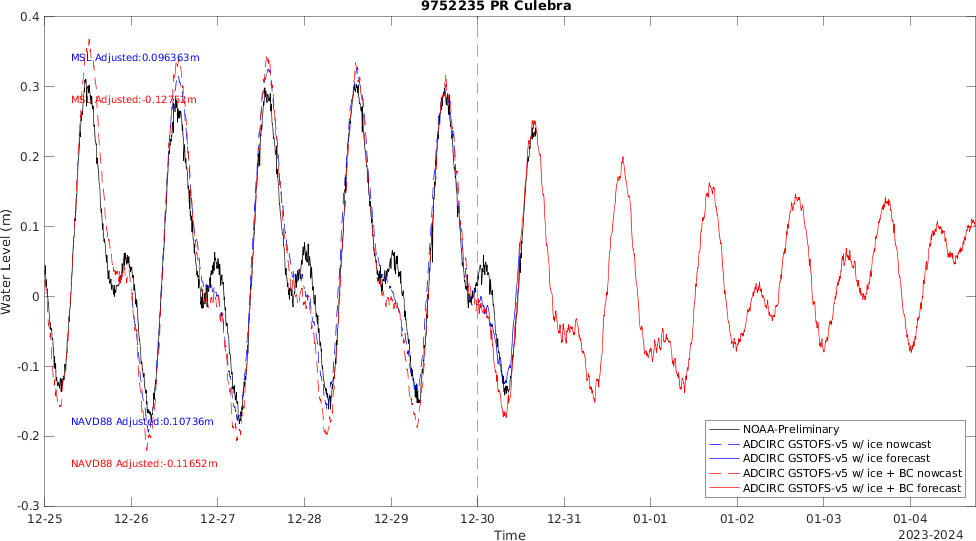 9752235 PR Culebra
0.4
0.3
0.2
0.1
0
-0.1
-0.2
-0.3
Water Level (m)
MSL Adjusted:0.096363m
MSL Adjusted:-0.12752m
NAVD88 Adjusted:0.10736m
NAVD88 Adjusted:-0.11652m
NOAA-Preliminary
ADCIRC GSTOFS-v5 w/ ice nowcast
ADCIRC GSTOFS-v5 w/ ice forecast
ADCIRC GSTOFS-v5 w/ ice + BC nowcast
ADCIRC GSTOFS-v5 w/ ice + BC forecast
12-25 12-26 12-27 12-28 12-29 12-30 12-31 01-01 01-02 01-03 01-04
Time
2023-2024